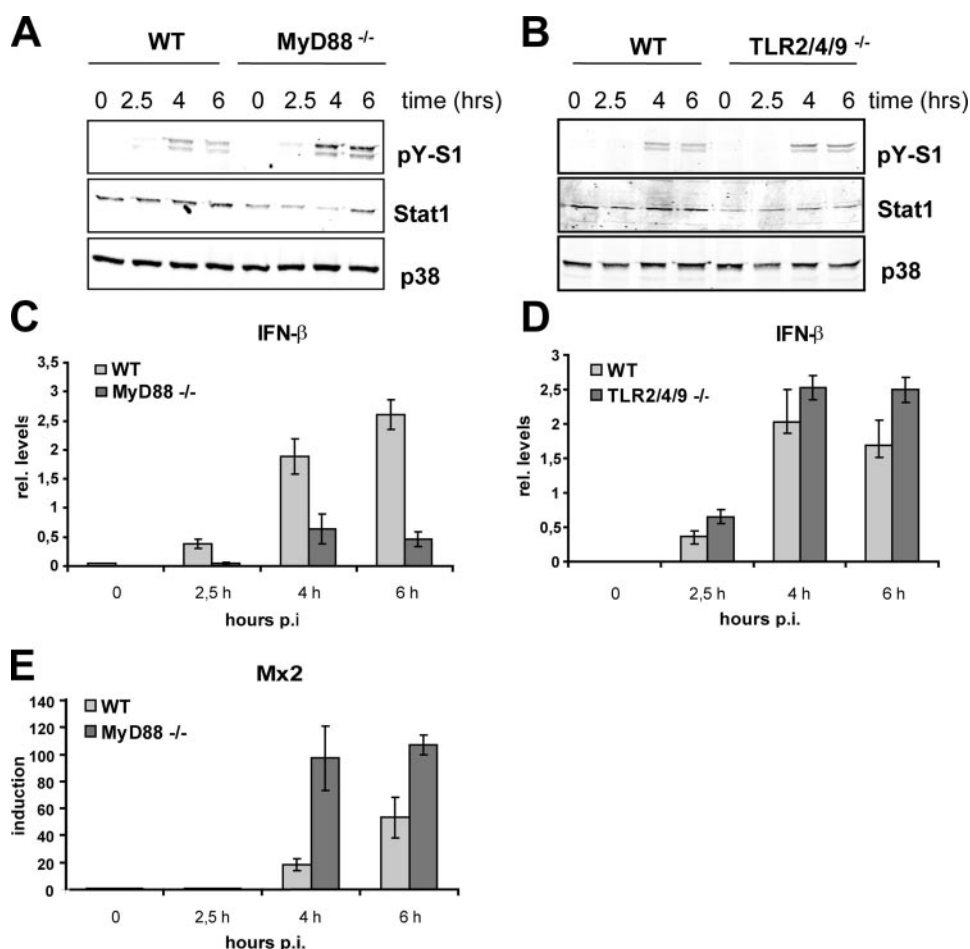 A
WT MyD88 -/-
0 2.5 4 6 0 2.5 4 6 time (hrs)
pY-S1
Stat1
p38
B
WT TLR2/4/9 -/-
0 2.5 4 6 0 2.5 4 6 time (hrs)
pY-S1
Stat1
p38
C
IFN-β
WT
MyD88 -/-
rel. levels
3,5
3
2,5
2
1,5
1
0,5
0
0 2,5 h 4 h 6 h
hours p.i
D
IFN-β
WT
TLR2/4/9 -/-
rel. levels
3
2,5
2
1,5
1
0,5
0
0 2,5 h 4 h 6 h
hours p.i.
E
Mx2
WT
MyD88 -/-
induction
140
120
100
80
60
40
20
0
0 2,5 h 4 h 6 h
hours p.i.